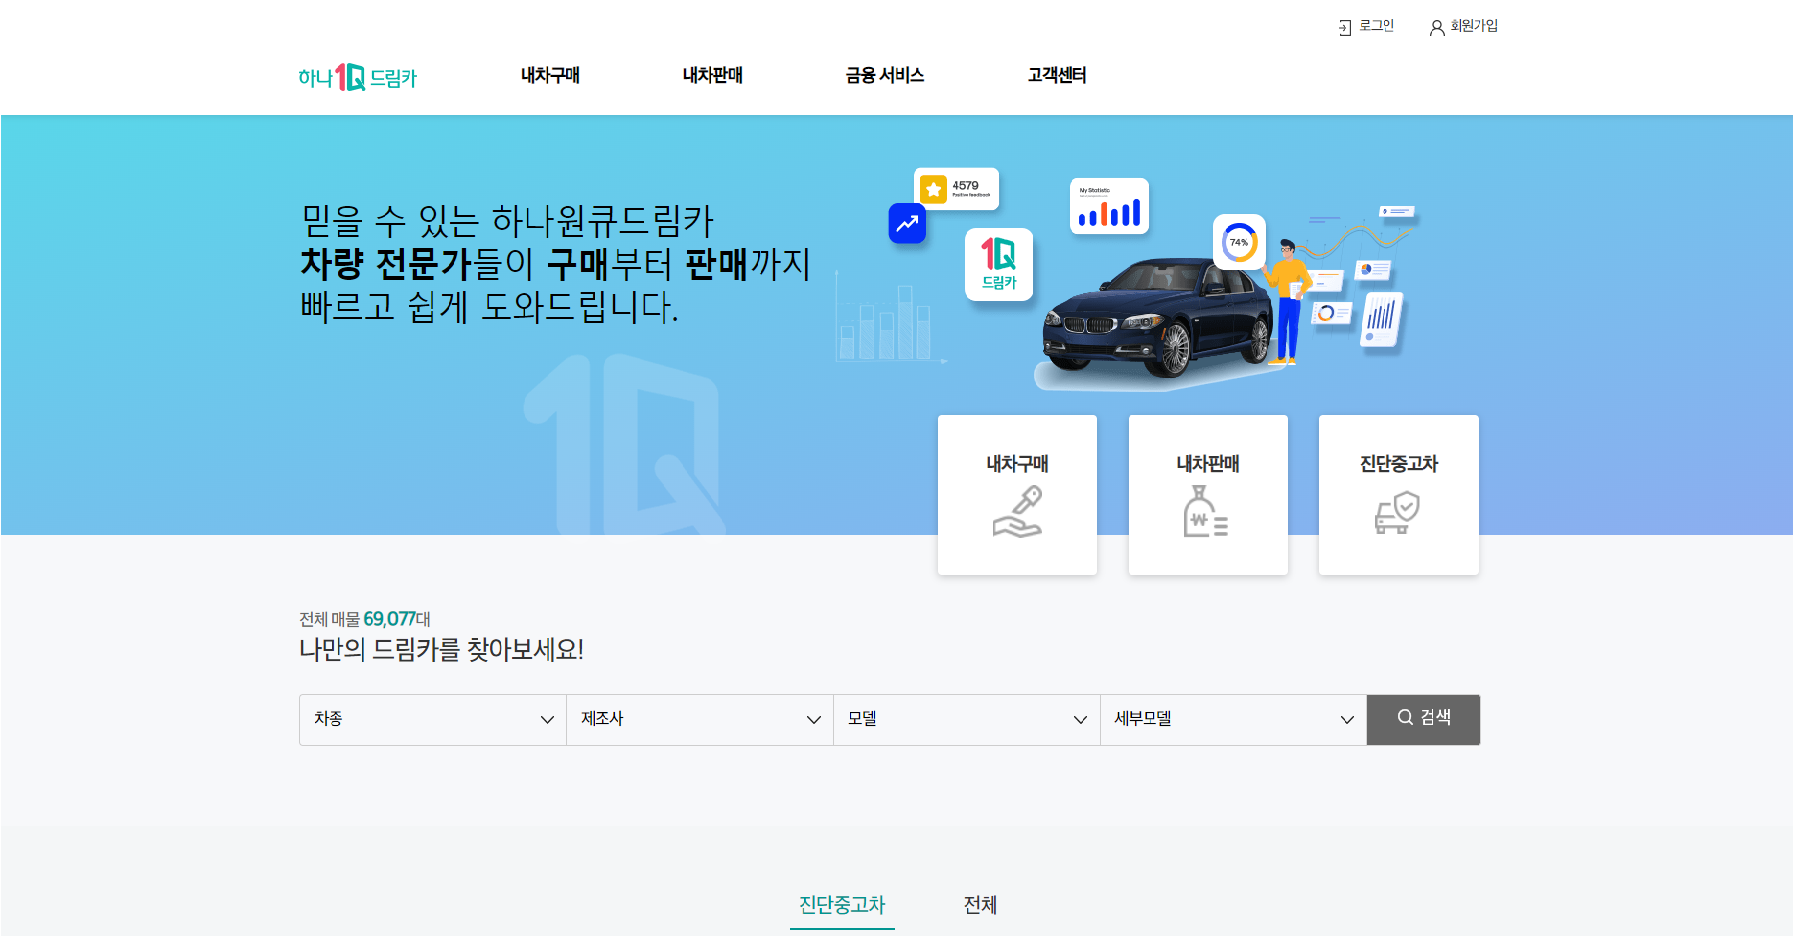 로그인 회원가입
하나1Q드림카 내차구매 내차판매 금융 서비스 고객센터
믿을 수 있는 하나원큐드림카
차량 전문가들이 구매부터 판매까지
빠르고 쉽게 도와드립니다.
4579
Positive feedback
My Statistic
74%
1Q
드림카
1Q
내차구매 내차판매 진단중고차
전체 매물 69,077대
나만의 드림카를 찾아보세요!
차종 제조사 모델 세부모델 검색
진단중고차 전체